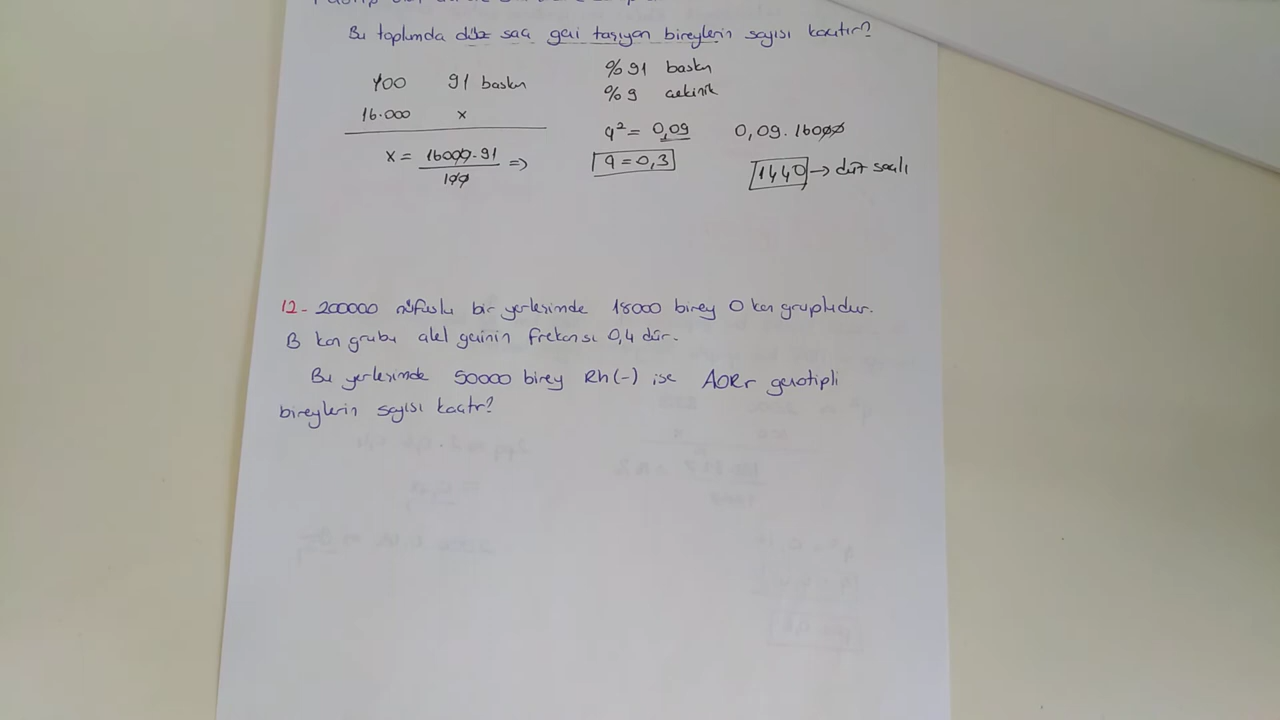 Bu toplumda düz saç geni taşıyan bireylerin sayısı kaçtır?
100 91 baskın
16.000 x
x = 16000.91 =>
100
% 91 baskın
% 9 çekinik
q² = 0,09
q = 0,3
0,09. 16000
1440 → düz saçlı
12- 200000 nüfuslu bir yerleşimde 18000 birey 0 kan grupludur.
B kan grubu alel geninin frekansı 0,4 dür.
Bu yerleşimde 50000 birey Rh(-) ise AORr genotipli
bireylerin sayısı kaçtır?